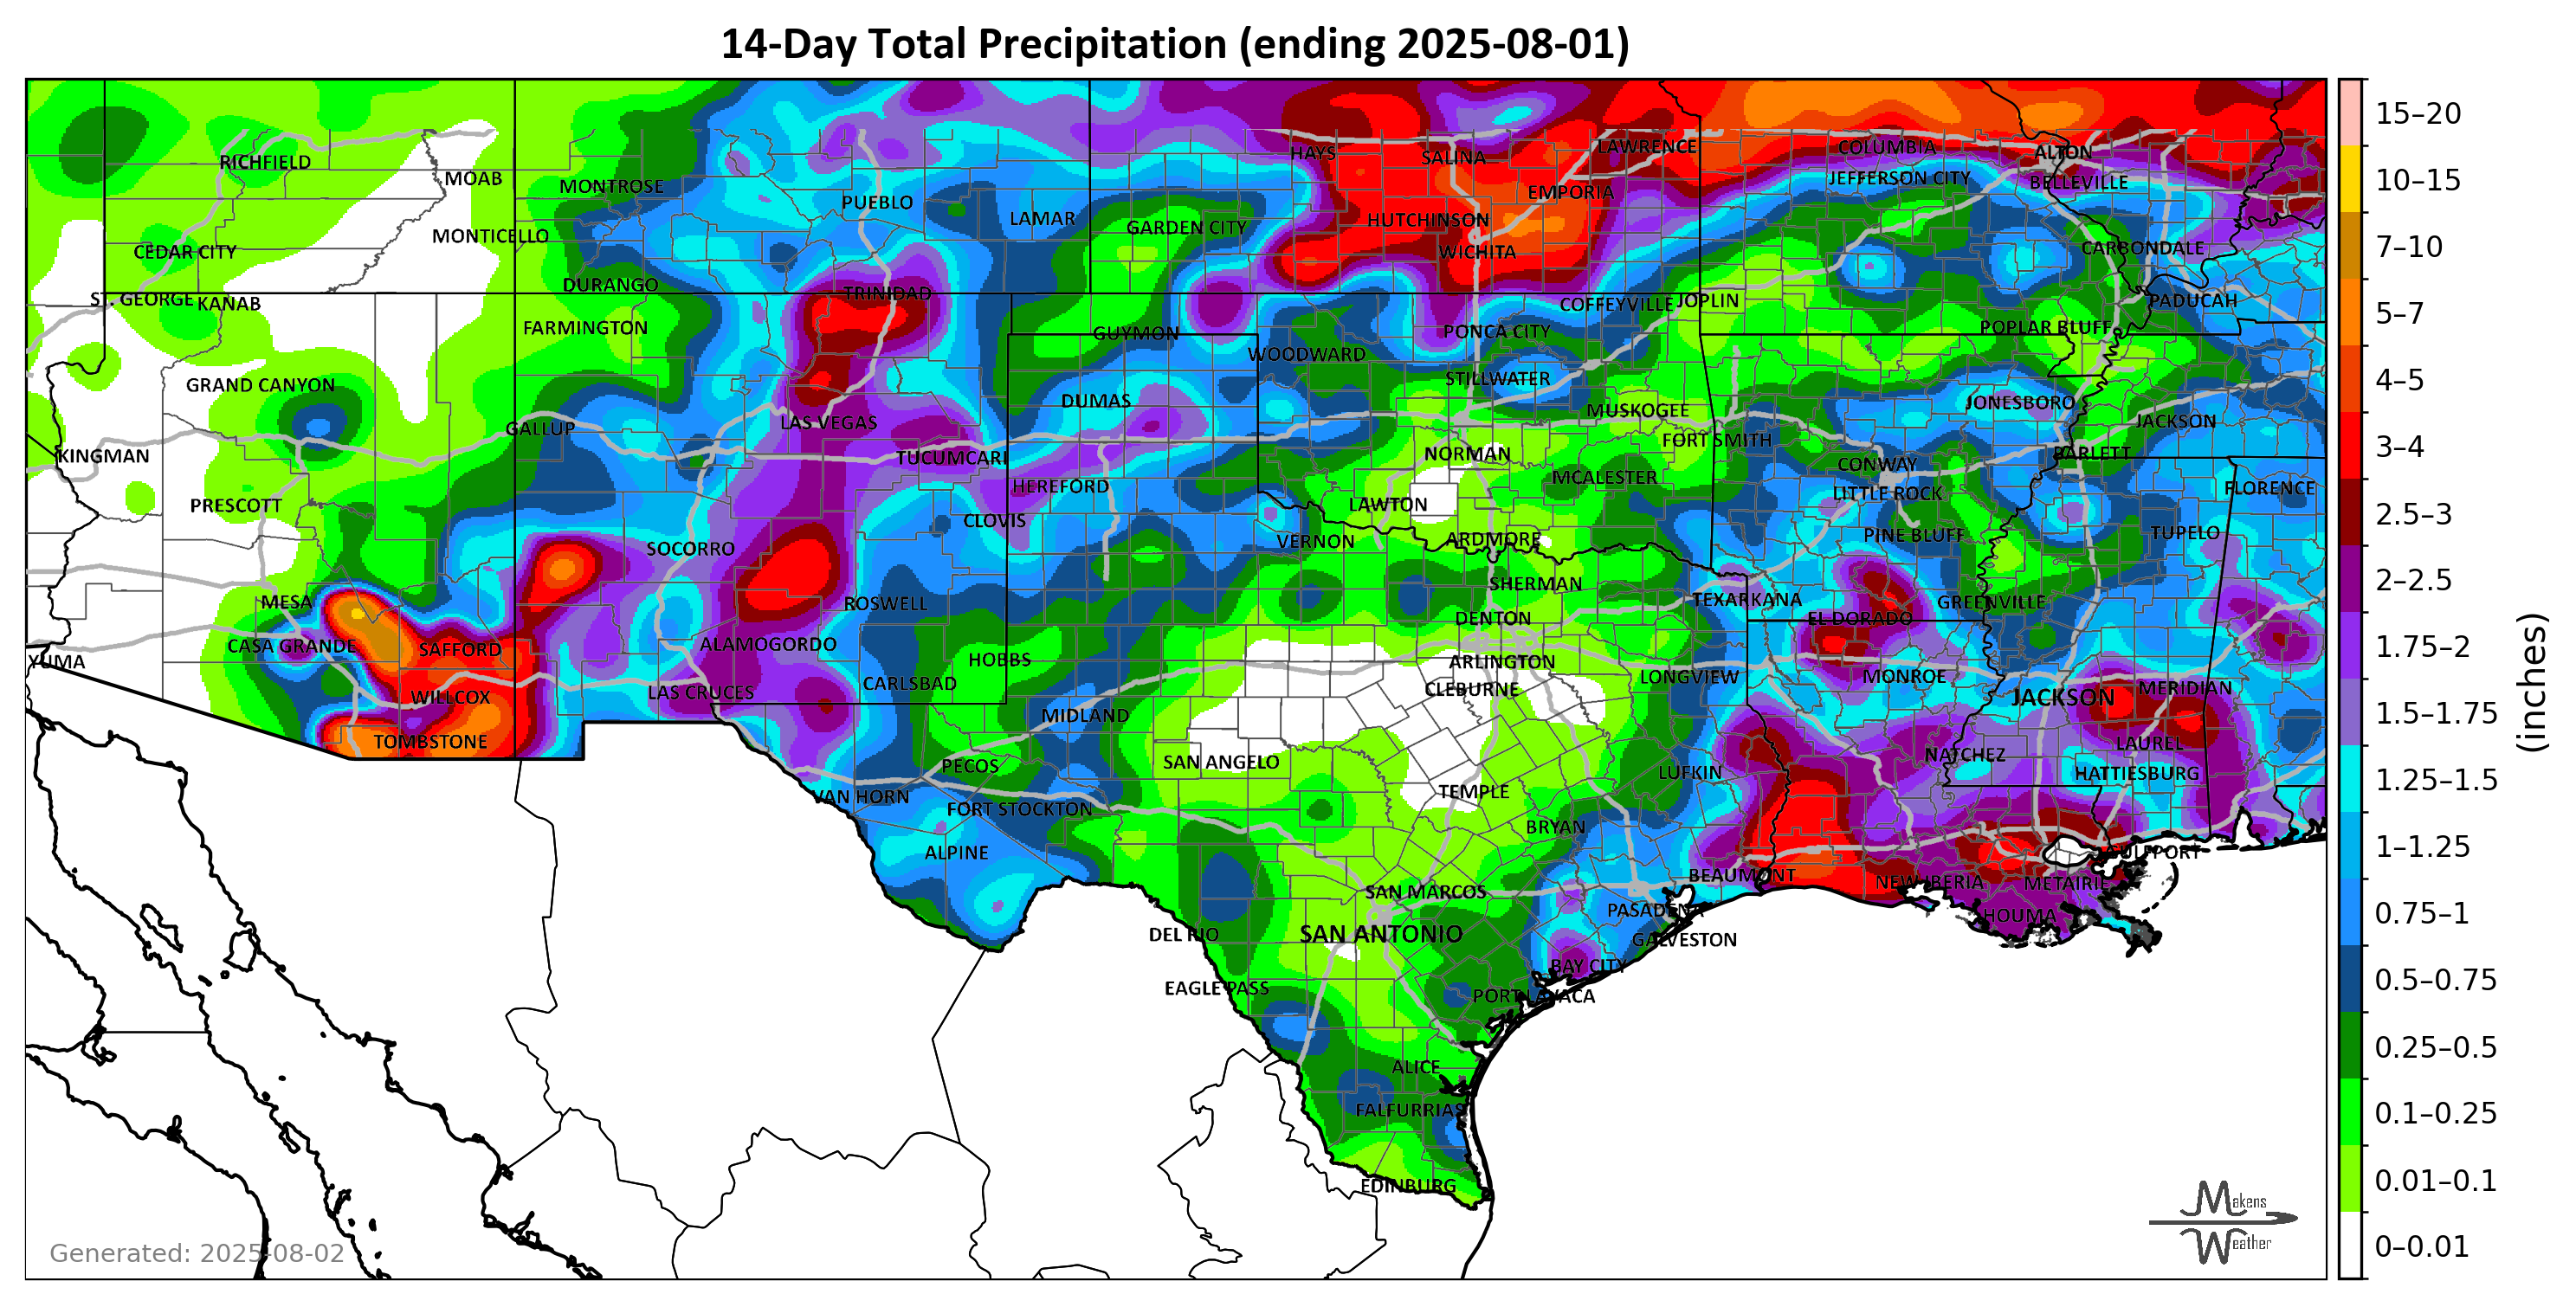 14-Day Total Precipitation (ending 2025-08-01)
HAYS
SALINA
LAWRENCE
COLUMBIA
ALTON
RICHFIELD
MOAB
MONTROSE
JEFFERSON CITY
BELLEVILLE
PUEBLO
EMPORIA
LAMAR
HUTCHINSON
MONTICELLO
GARDEN CITY
CEDAR CITY
WICHITA
CARBONDALE
DURANGO
TRINIDAD
ST. GEORGE
KANAB
COFFEYVILLE
JOPLIN
PADUCAH
FARMINGTON
GUYMON
PONCA CITY
POPLAR BLUFF
WOODWARD
GRAND CANYON
STILLWATER
DUMAS
MUSKOGEE
JONESBORO
LAS VEGAS
JACKSON
GALLUP
FORT SMITH
KINGMAN
TUCUMCARI
NORMAN
BARLETT
CONWAY
MCALESTER
HEREFORD
LITTLE ROCK
FLORENCE
PRESCOTT
LAWTON
CLOVIS
TUPELO
SOCORRO
VERNON
ARDMORE
PINE BLUFF
SHERMAN
MESA
ROSWELL
TEXARKANA
GREENVILLE
DENTON
EL DORADO
CASA GRANDE
SAFFORD
ALAMOGORDO
YUMA
HOBBS
ARLINGTON
LONGVIEW
MONROE
CARLSBAD
CLEBURNE
LAS CRUCES
WILLCOX
JACKSON
MERIDIAN
MIDLAND
TOMBSTONE
LAUREL
NATCHEZ
PECOS
SAN ANGELO
LUFKIN
HATTIESBURG
VAN HORN
TEMPLE
FORT STOCKTON
BRYAN
ALPINE
GULFPORT
BEAUMONT
NEW IBERIA
METAIRIE
SAN MARCOS
PASADENA
HOUMA
DEL RIO
SAN ANTONIO
GALVESTON
BAY CITY
EAGLE PASS
PORT LAVACA
ALICE
FALFURRIAS
EDINBURG
15–20
10–15
7–10
5–7
4–5
3–4
2.5–3
2–2.5
1.75–2
1.5–1.75
1.25–1.5
1–1.25
0.75–1
0.5–0.75
0.25–0.5
0.1–0.25
0.01–0.1
0–0.01
(inches)
Generated: 2025-08-02
Makens
Weather